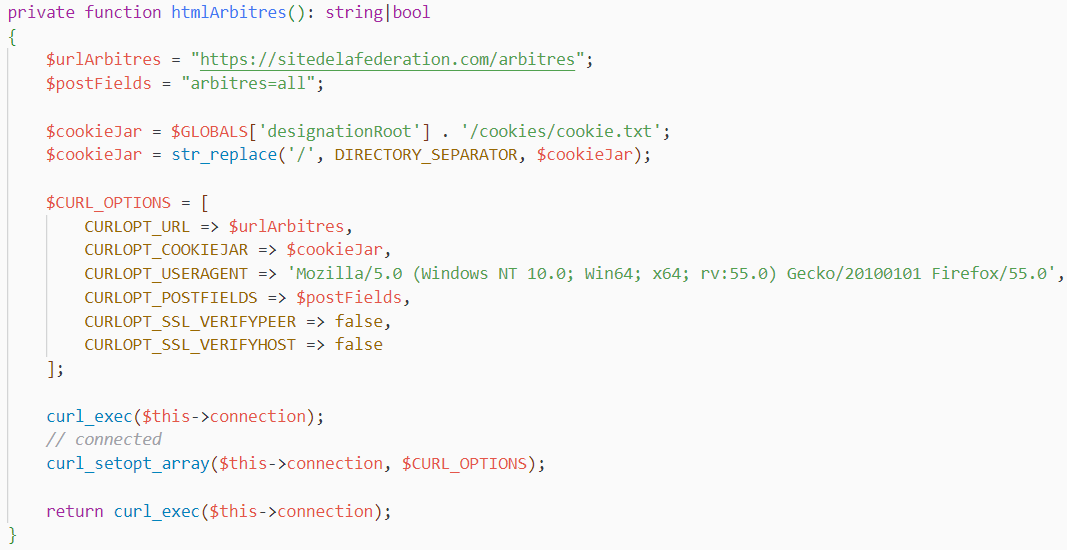 private function htmlArbitres(): string|bool
{
    $urlArbitres = "https://sitedelafederation.com/arbitres";
    $postFields = "arbitres=all";

    $cookieJar = $GLOBALS['designationRoot'] . '/cookies/cookie.txt';
    $cookieJar = str_replace('/', DIRECTORY_SEPARATOR, $cookieJar);

    $CURL_OPTIONS = [
        CURLOPT_URL => $urlArbitres,
        CURLOPT_COOKIEJAR => $cookieJar,
        CURLOPT_USERAGENT => 'Mozilla/5.0 (Windows NT 10.0; Win64; x64; rv:55.0) Gecko/20100101 Firefox/55.0',
        CURLOPT_POSTFIELDS => $postFields,
        CURLOPT_SSL_VERIFYPEER => false,
        CURLOPT_SSL_VERIFYHOST => false
    ];

    curl_exec($this->connection);
    // connected
    curl_setopt_array($this->connection, $CURL_OPTIONS);

    return curl_exec($this->connection);
}